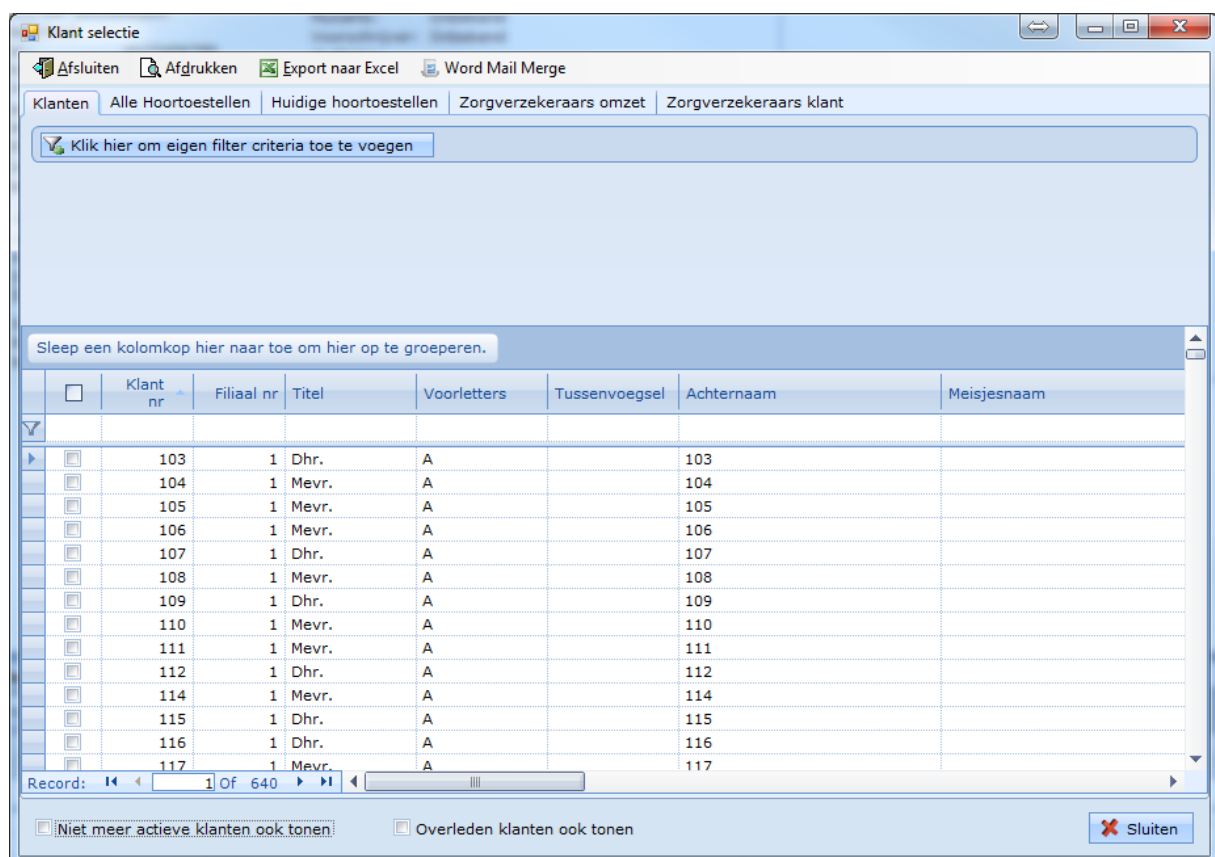 Klant selectie
Afsluiten Afdrukken Export naar Excel Word Mail Merge
Klanten Alle Hoortoestellen Huidige hoortoestellen Zorgverzekeraars omzet Zorgverzekeraars klant
Klik hier om eigen filter criteria toe te voegen
Sleep een kolomkop hier naar toe om hier op te groeperen.
Klant nr Filiaal nr Titel Voorletters Tussenvoegsel Achternaam Meisjesnaam
103 1 Dhr. A 103
104 1 Mevr. A 104
105 1 Mevr. A 105
106 1 Mevr. A 106
107 1 Dhr. A 107
108 1 Mevr. A 108
109 1 Dhr. A 109
110 1 Mevr. A 110
111 1 Mevr. A 111
112 1 Dhr. A 112
114 1 Mevr. A 114
115 1 Dhr. A 115
116 1 Dhr. A 116
117 1 Mevr. A 117
Record: 1 Of 640
Niet meer actieve klanten ook tonen Overleden klanten ook tonen Sluiten